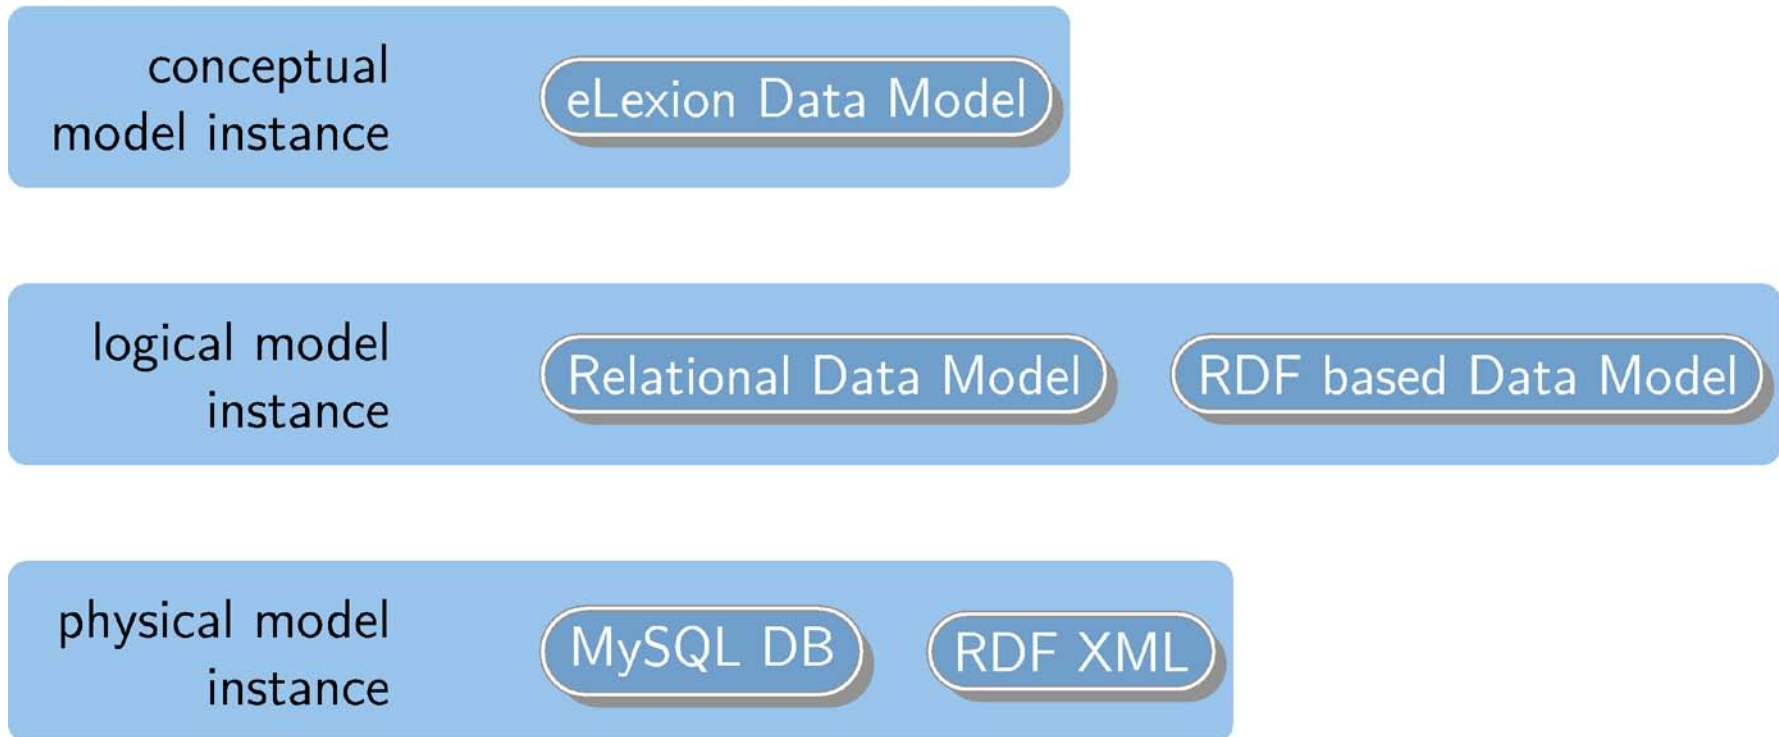 conceptual
model instance
eLexion Data Model
logical model
instance
Relational Data Model
RDF based Data Model
physical model
instance
MySQL DB
RDF XML